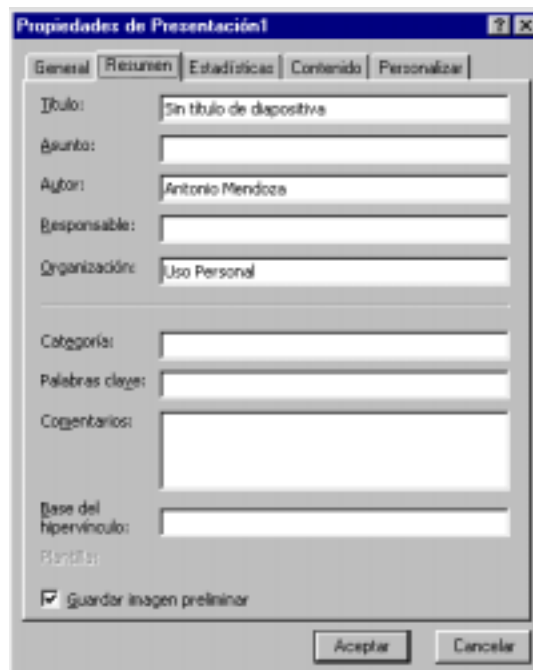 Propiedades de Presentación1
General Resumen Estadísticas Contenido Personalizar
Título: Sin título de diapositiva
Asunto:
Autor: Antonio Mendoza
Responsable:
Organización: Uso Personal
Categoría:
Palabras clave:
Comentarios:
Base del
hipervínculo:
Plantilla:
Guardar imagen preliminar
Aceptar Cancelar